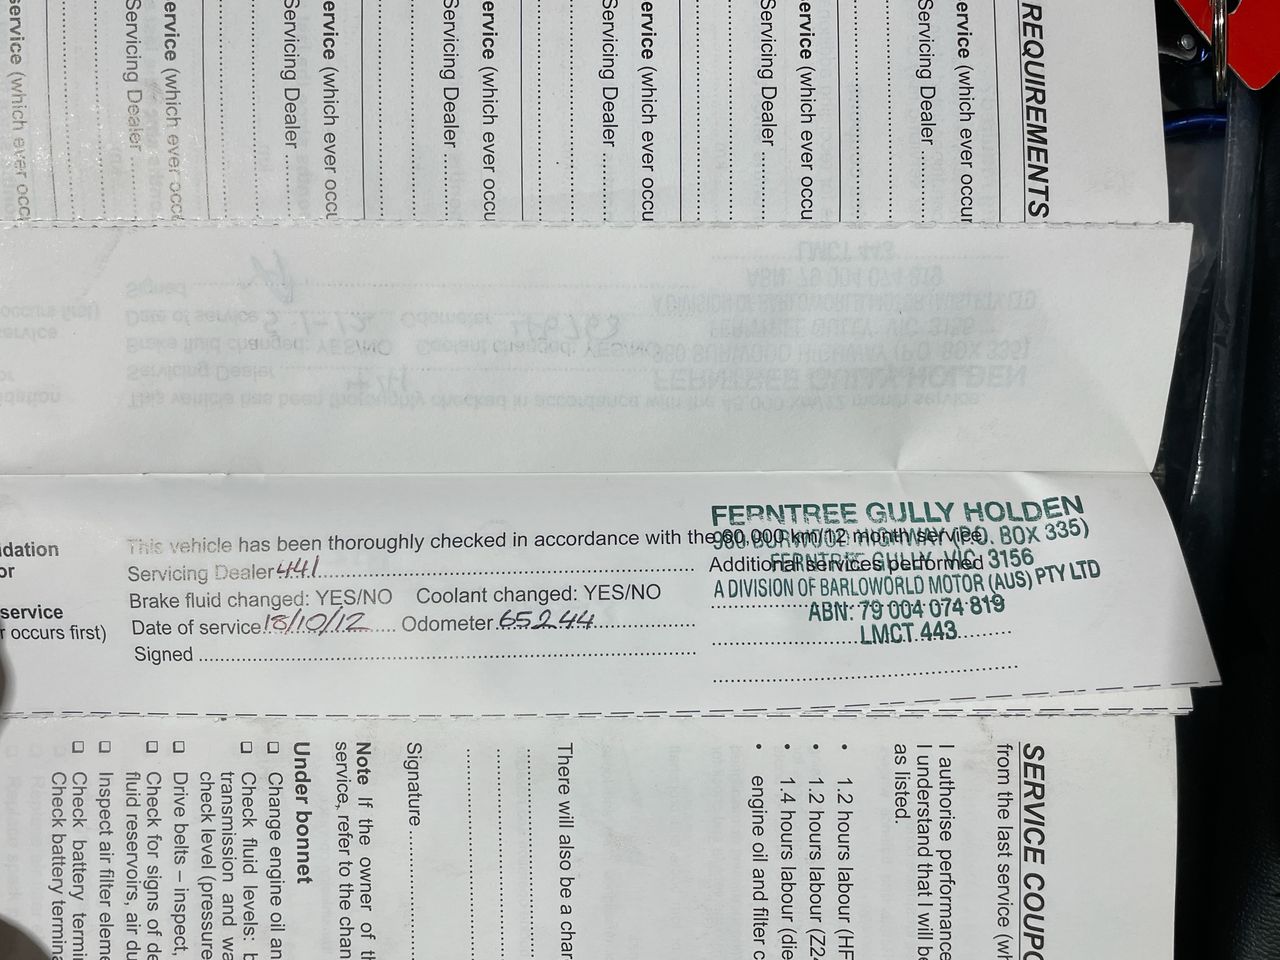 REQUIREMENTS
ervice (which ever occur
Servicing Dealer
ervice (which ever occu
Servicing Dealer
ervice (which ever occu
Servicing Dealer
ervice (which ever occu
Servicing Dealer
ervice (which ever occu
Servicing Dealer
ervice (which ever occu
Servicing Dealer
service (which ever occ
idation
or
service
r occurs first)
This vehicle has been thoroughly checked in accordance with the 60,000 km/12 month service.
Servicing Dealer 441
Brake fluid changed: YES/NO Coolant changed: YES/NO
Date of service 18/10/12 Odometer 65244
Signed
Additional services performed
FERNTREE GULLY HOLDEN
980 BURWOOD HIGHWAY (P.O. BOX 335)
FERNTREE GULLY. VIC. 3156
A DIVISION OF BARLOWORLD MOTOR (AUS) PTY LTD
ABN: 79 004 074 819
LMCT 443
SERVICE COUPO
from the last service (wh
I authorise performance
I understand that I will be
as listed.
• 1.2 hours labour (HF
• 1.2 hours labour (Z24
• 1.4 hours labour (die
• engine oil and filter c
There will also be a char
Signature
Note If the owner of th
service, refer to the chan
Under bonnet
❏ Change engine oil an
❏ Check fluid levels: b
transmission and wa
check level (pressure
❏ Drive belts – inspect,
❏ Check for signs of de
fluid reservoirs, air du
❏ Inspect air filter eleme
❏ Check battery termi
Check battery termina